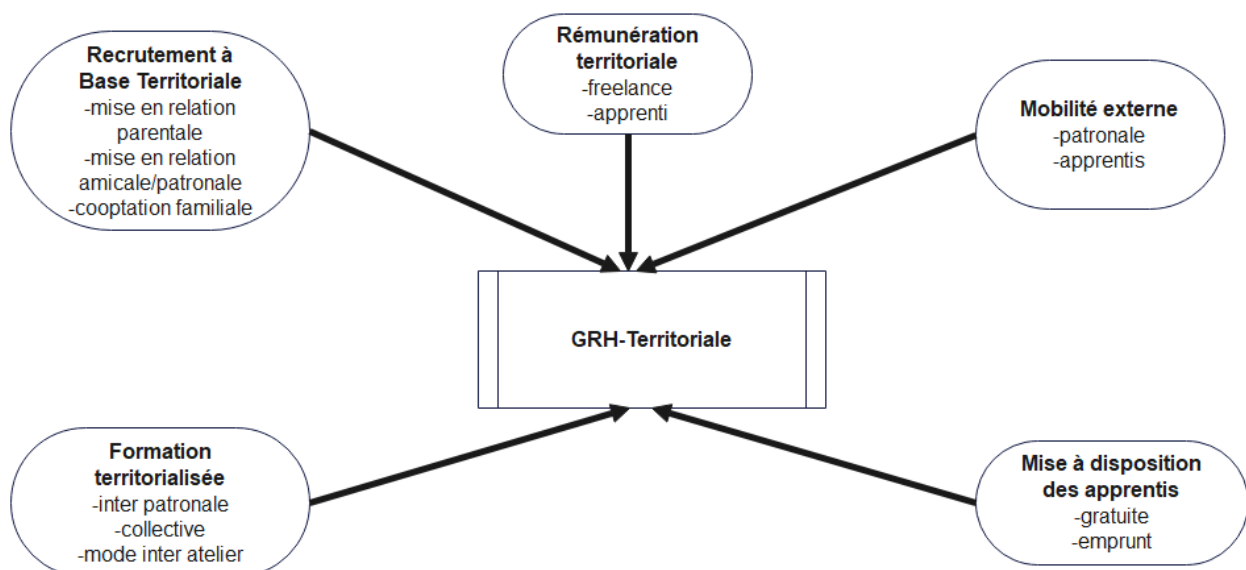 Recrutement à
Base Territoriale
-mise en relation
parentale
-mise en relation
amicale/patronale
-cooptation familiale
Rémunération
territoriale
-freelance
-apprenti
Mobilité externe
-patronale
-apprentis
GRH-Territoriale
Formation
territorialisée
-inter patronale
-collective
-mode inter atelier
Mise à disposition
des apprentis
-gratuite
-emprunt